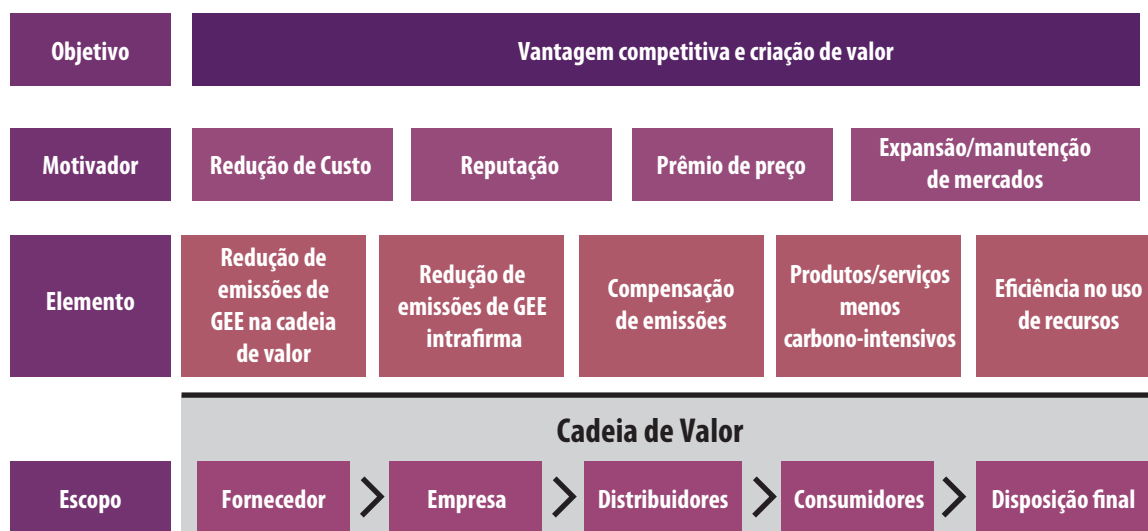 Objetivo
Vantagem competitiva e criação de valor
Motivador
Redução de Custo
Reputação
Prêmio de preço
Expansão/manutenção
de mercados
Elemento
Redução de
emissões de
GEE na cadeia
de valor
Redução de
emissões de GEE
intrafirma
Compensação
de emissões
Produtos/serviços
menos
carbono-intensivos
Eficiência no uso
de recursos
Cadeia de Valor
Escopo
Fornecedor
Empresa
Distribuidores
Consumidores
Disposição final